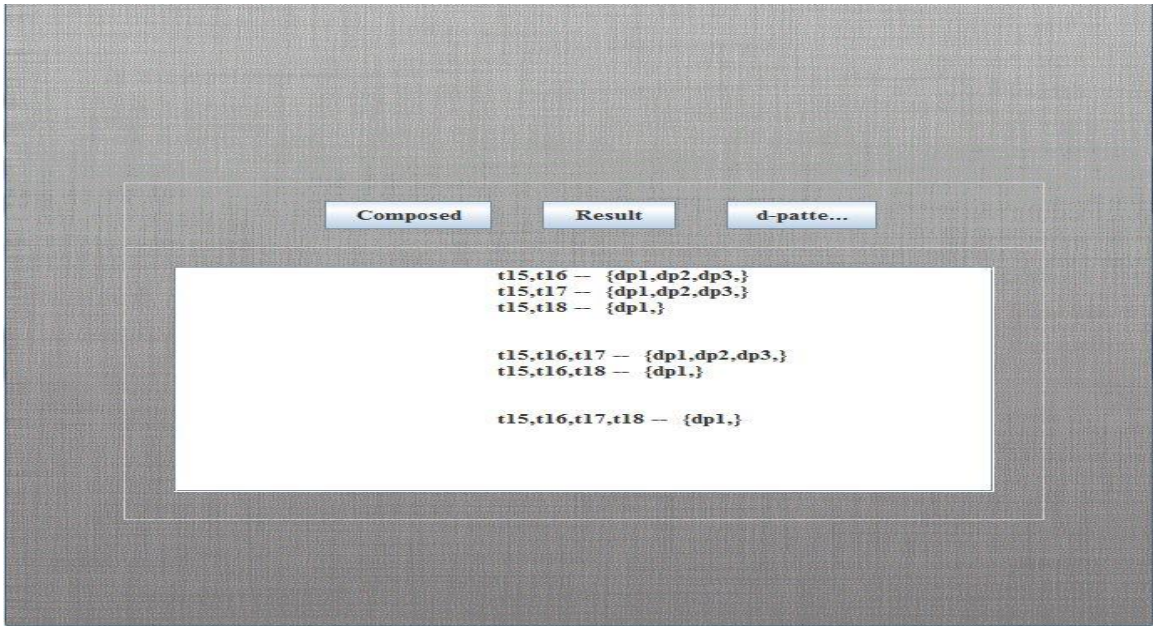 Composed Result d-patte...
t15,t16 -- {dp1,dp2,dp3,}
t15,t17 -- {dp1,dp2,dp3,}
t15,t18 -- {dp1,}
t15,t16,t17 -- {dp1,dp2,dp3,}
t15,t16,t18 -- {dp1,}
t15,t16,t17,t18 -- {dp1,}